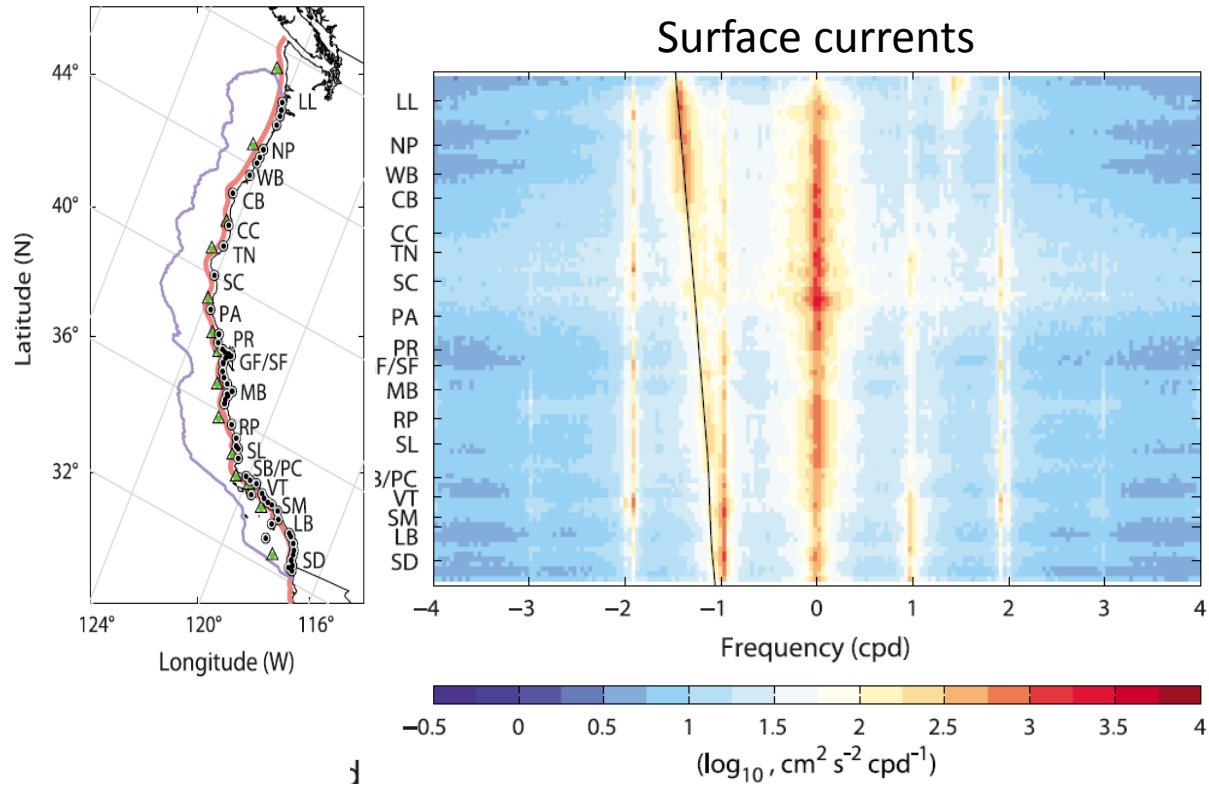 Surface currents
44°
40°
36°
32°
Latitude (N)
LL
NP
WB
CB
CC
TN
SC
PA
PR
GF/SF
MB
RP
SL
SB/PC
VT
SM
LB
SD
124°
120°
116°
Longitude (W)
LL
NP
WB
CB
CC
TN
SC
PA
PR
F/SF
MB
RP
SL
3/PC
VT
SM
LB
SD
−4 −3 −2 −1 0 1 2 3 4
Frequency (cpd)
−0.5 0 0.5 1 1.5 2 2.5 3 3.5 4
(log₁₀ , cm² s⁻² cpd⁻¹)
d